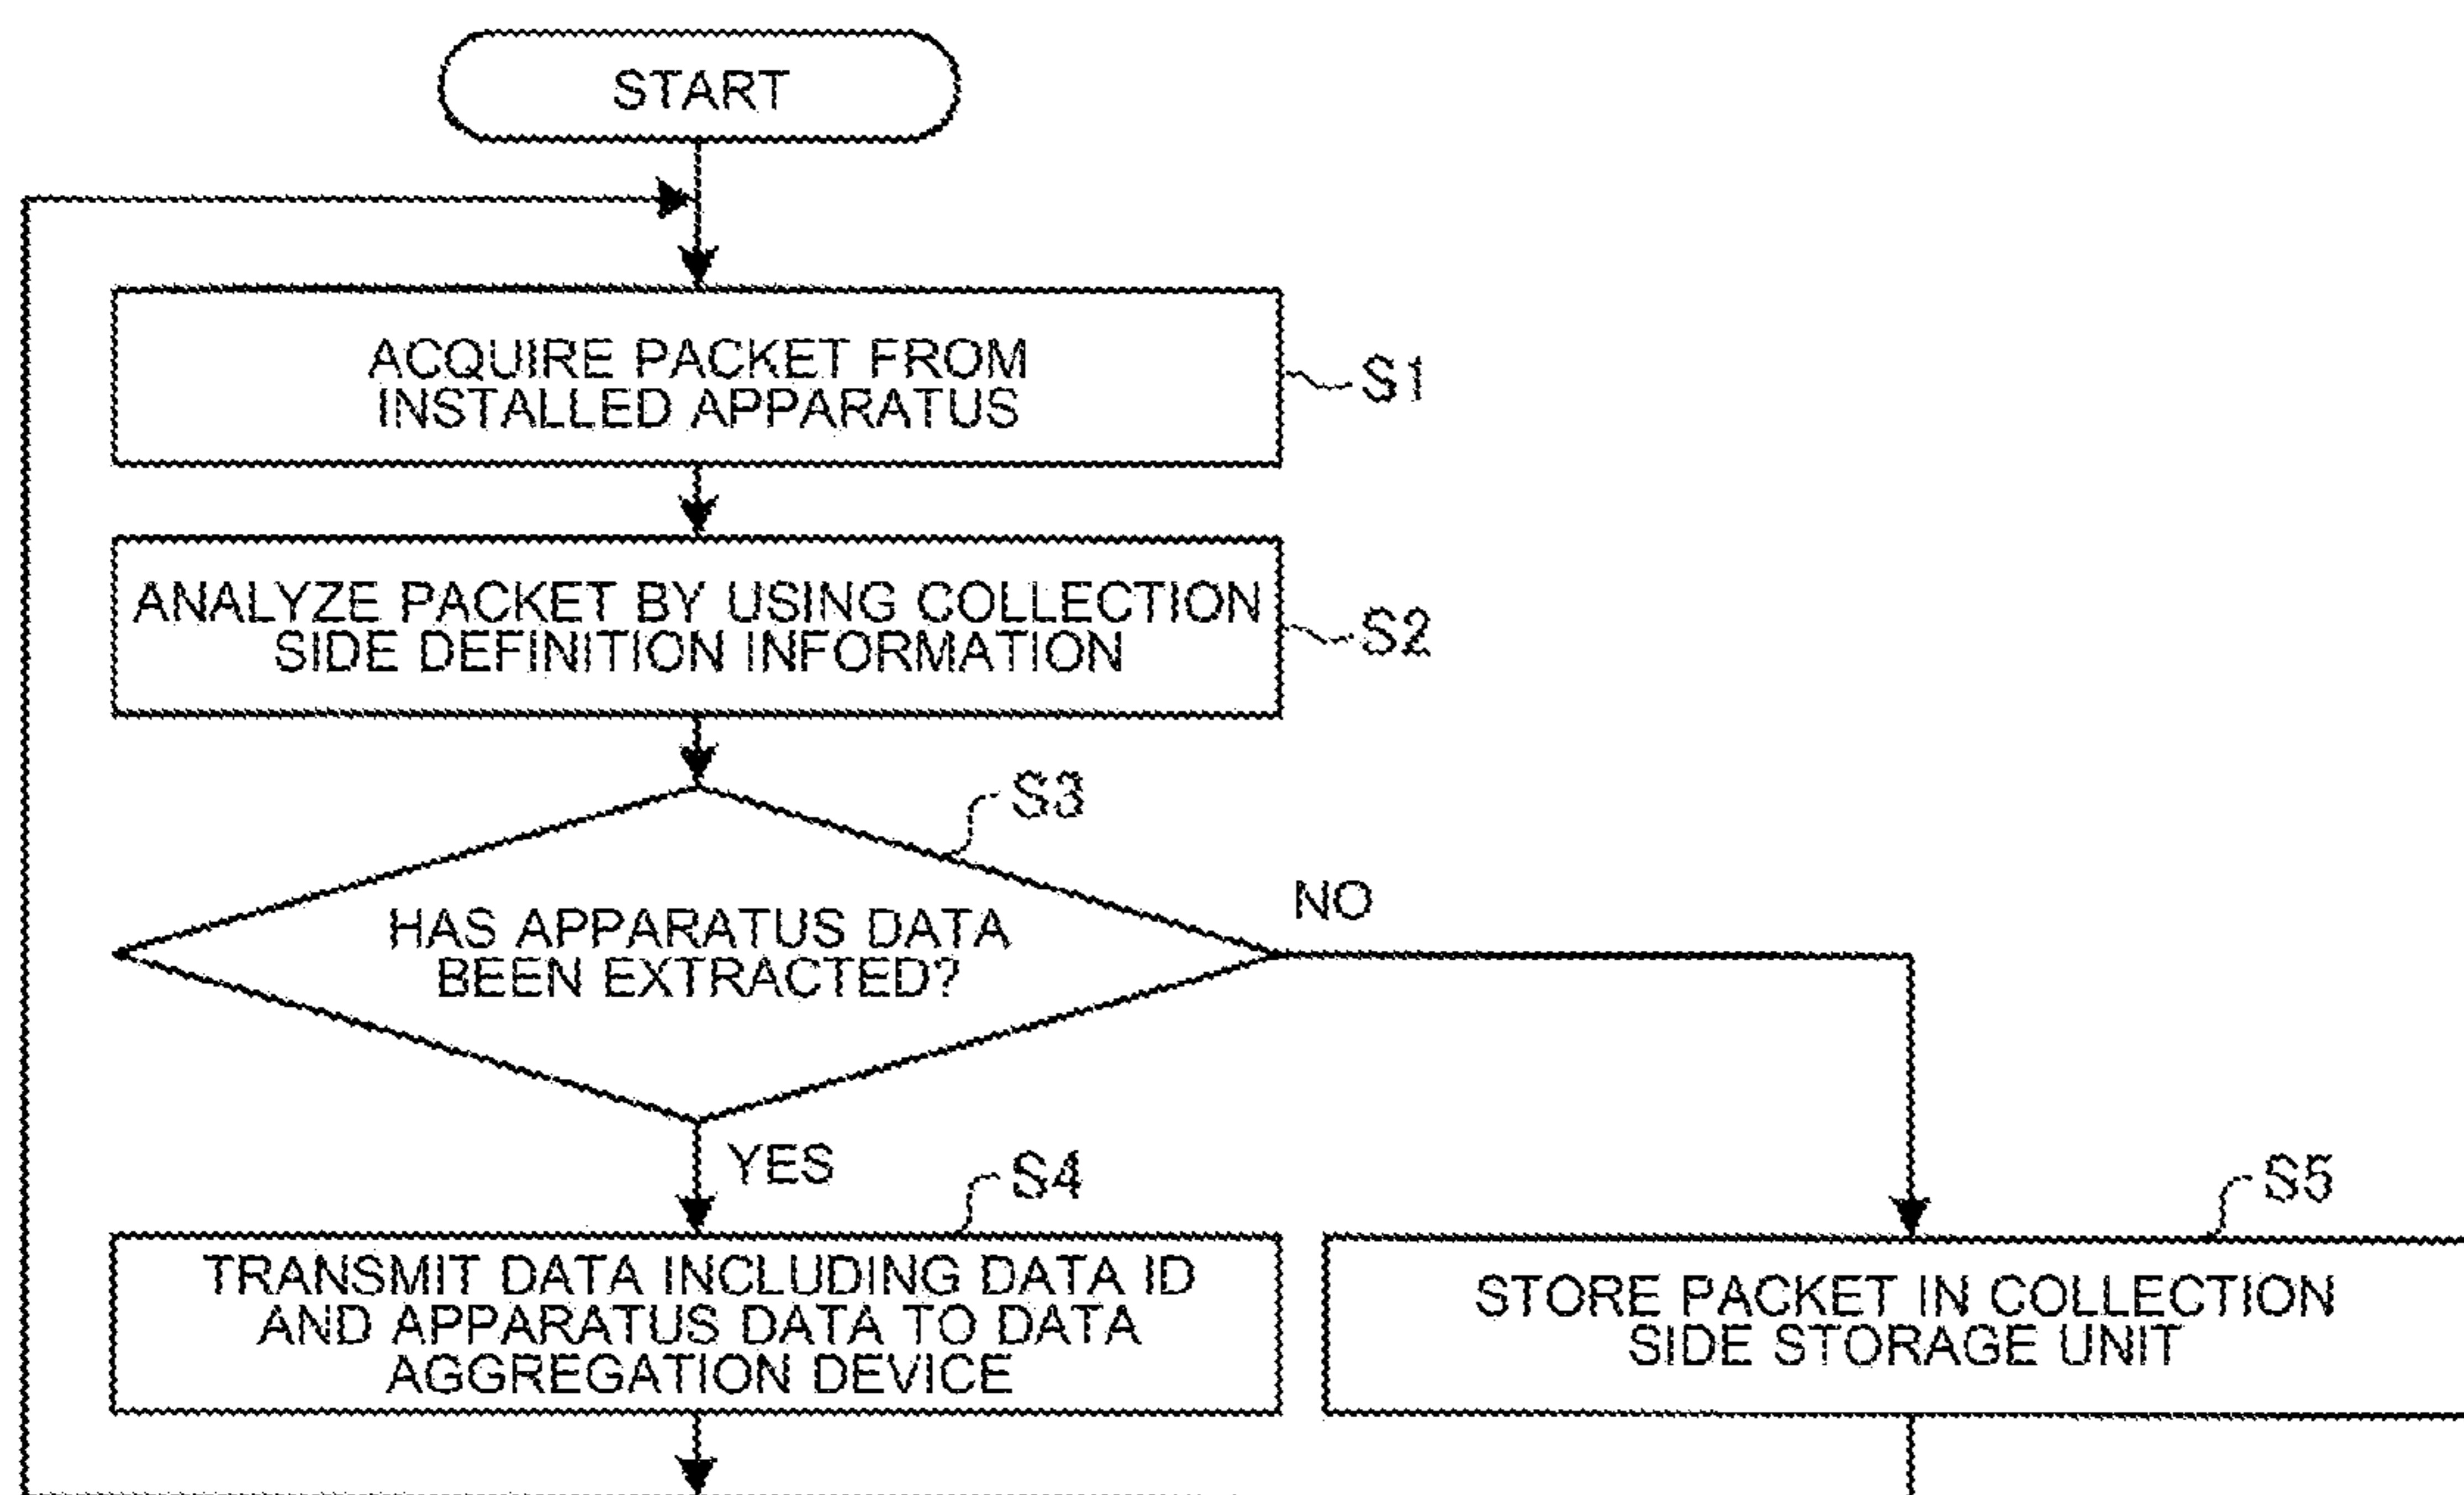 START
ACQUIRE PACKET FROM
INSTALLED APPARATUS
S1
ANALYZE PACKET BY USING COLLECTION
SIDE DEFINITION INFORMATION
S2
S3
HAS APPARATUS DATA
BEEN EXTRACTED?
NO
YES
S4
TRANSMIT DATA INCLUDING DATA ID
AND APPARATUS DATA TO DATA
AGGREGATION DEVICE
S5
STORE PACKET IN COLLECTION
SIDE STORAGE UNIT